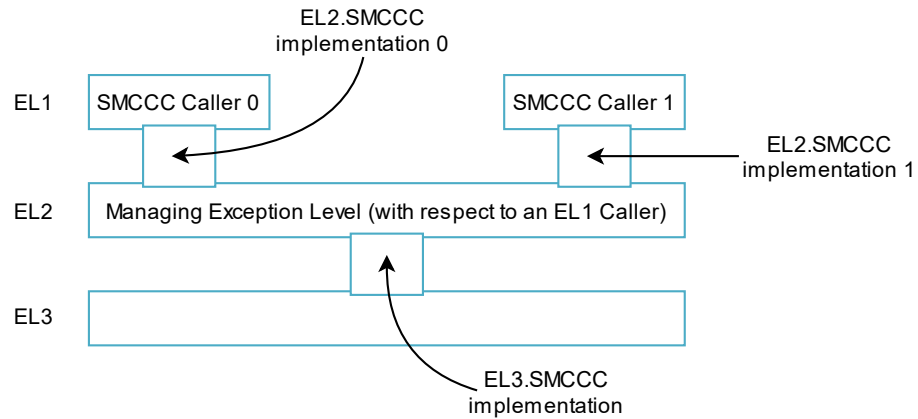 EL2.SMCCC
implementation 0
EL1
SMCCC Caller 0
SMCCC Caller 1
EL2.SMCCC
implementation 1
EL2
Managing Exception Level (with respect to an EL1 Caller)
EL3
EL3.SMCCC
implementation